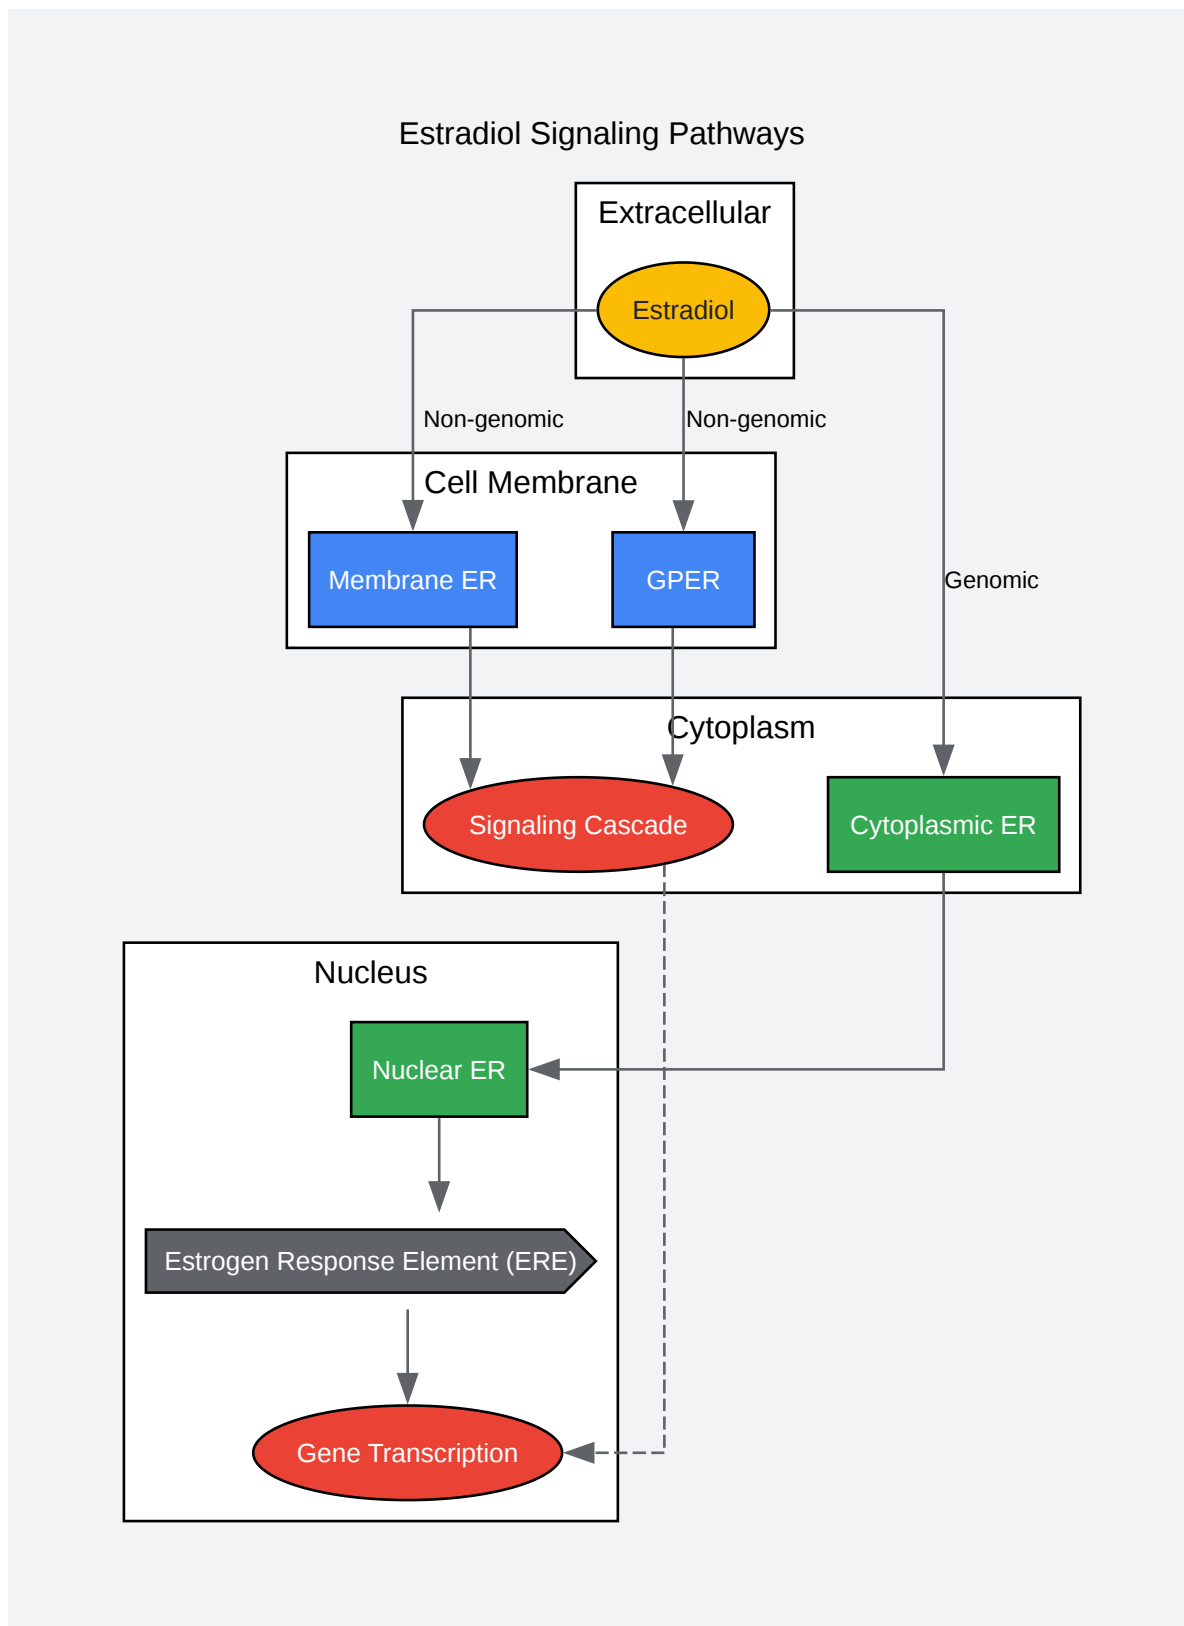 Estradiol Signaling Pathways
Extracellular
Estradiol
Non-genomic
Non-genomic
Cell Membrane
Membrane ER
GPER
Genomic
Cytoplasm
Signaling Cascade
Cytoplasmic ER
Nucleus
Nuclear ER
Estrogen Response Element (ERE)
Gene Transcription